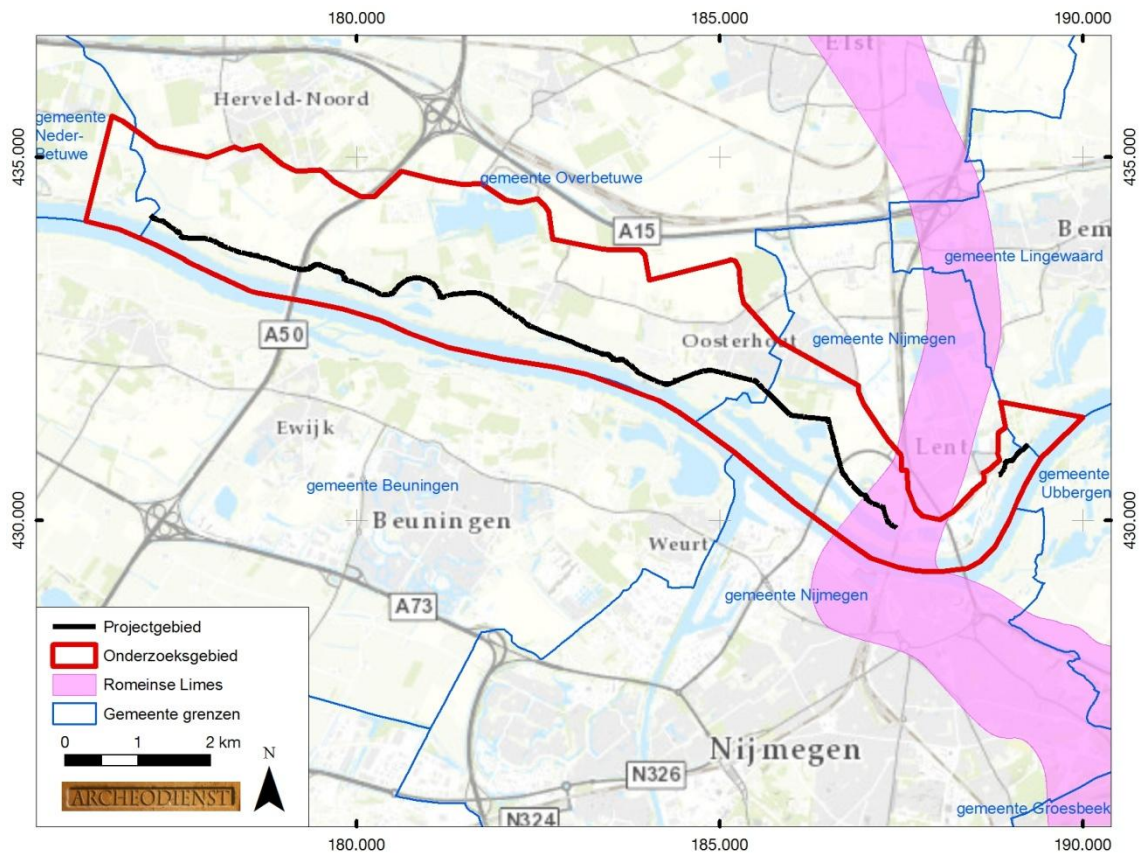 180.000
185.000
190.000
435.000
435.000
430.000
430.000
Elst
Herveld-Noord
gemeente
Neder-
Betuwe
gemeente Overbetuwe
A15
Bem
gemeente Lingewaard
A50
Oosterhout
gemeente Nijmegen
Ewijk
Lent
gemeente
Ubbergen
gemeente Beuningen
Beuningen
Weurt
gemeente Nijmegen
A73
Nijmegen
N326
N324
gemeente Groesbeek
Projectgebied
Onderzoeksgebied
Romeinse Limes
Gemeente grenzen
0 1 2 km
N
ARCHEODIENST
180.000
185.000
190.000